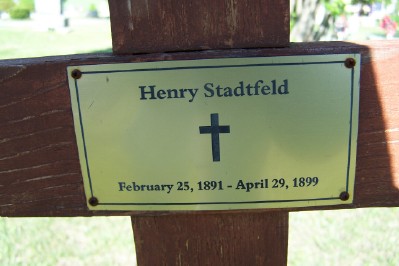 Henry Stadtfeld
February 25, 1891 - April 29, 1899